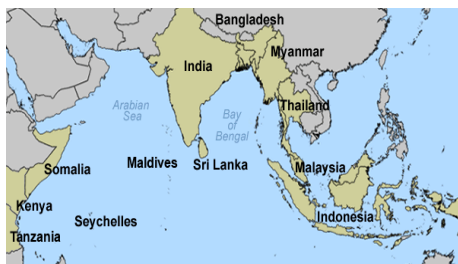 Bangladesh
Myanmar
India
Thailand
Arabian
Sea
Bay
of
Bengal
Maldives
Sri Lanka
Malaysia
Somalia
Kenya
Seychelles
Indonesia
Tanzania